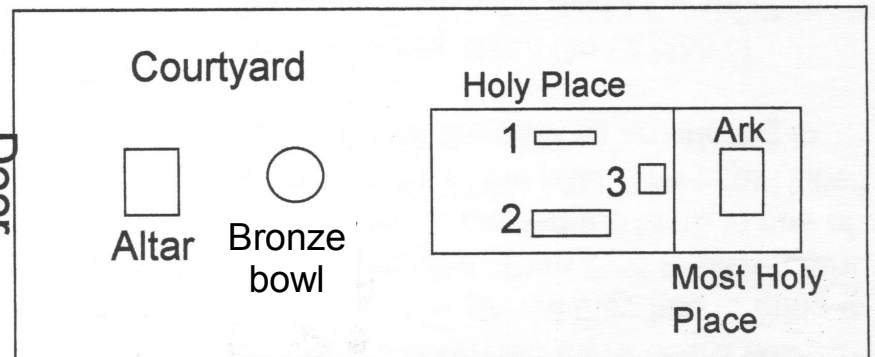 Courtyard
Holy Place
Door
1
Ark
3
2
Altar
Bronze
bowl
Most Holy
Place